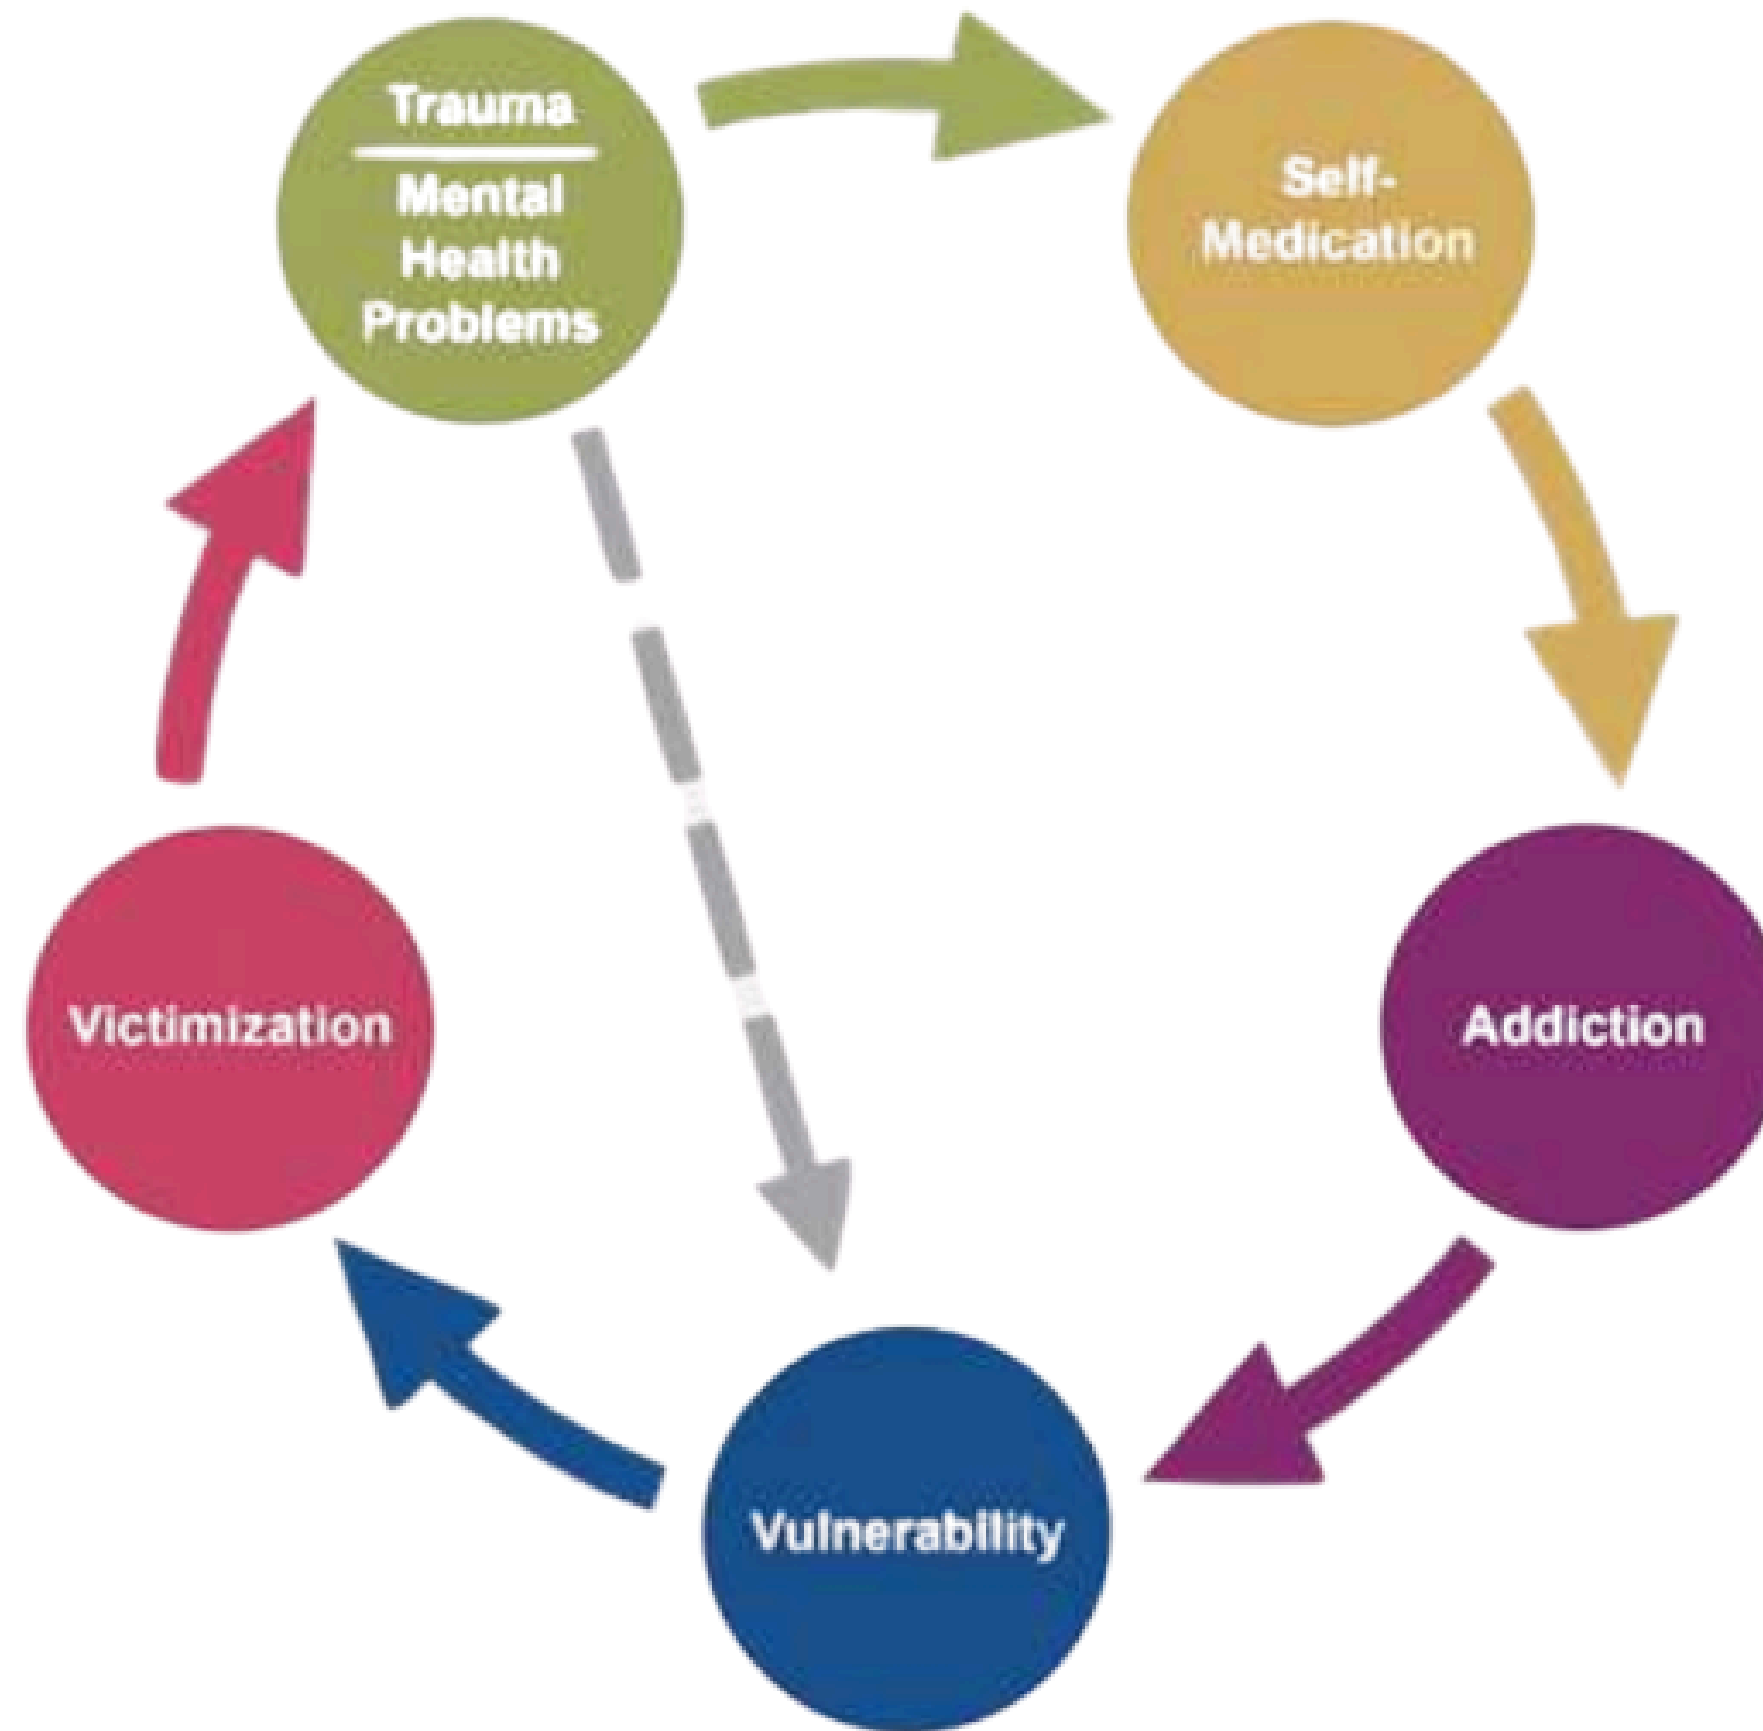 Trauma
Mental
Health
Problems
Self-
Medication
Addiction
Vulnerability
Victimization